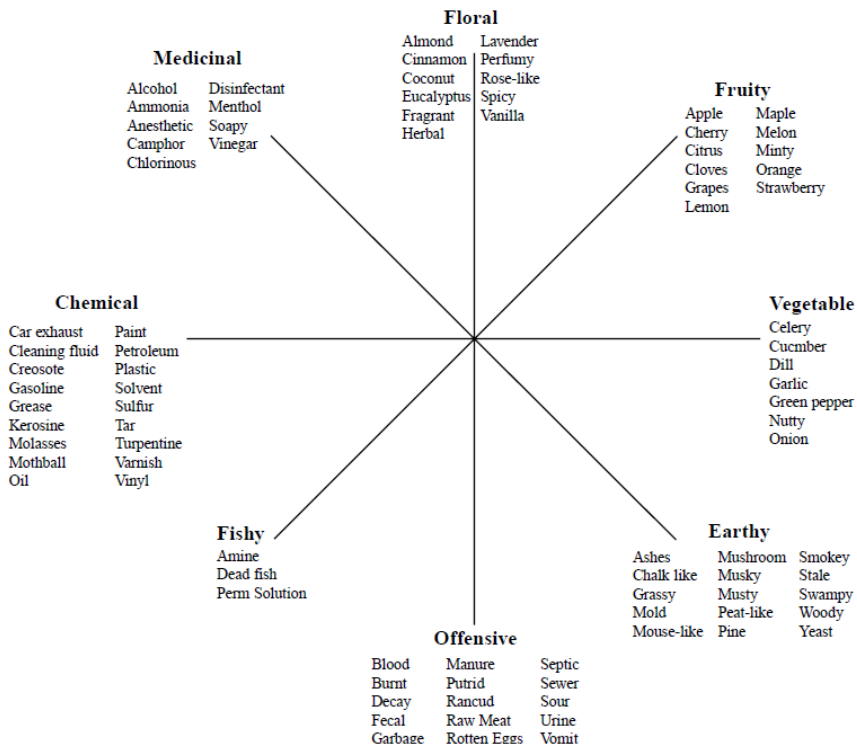 Floral
Almond Lavender
Cinnamon Perfumy
Coconut Rose-like
Eucalyptus Spicy
Fragrant Vanilla
Herbal
Medicinal
Alcohol Disinfectant
Ammonia Menthol
Anesthetic Soapy
Camphor Vinegar
Chlorinous
Fruity
Apple Maple
Cherry Melon
Citrus Minty
Cloves Orange
Grapes Strawberry
Lemon
Chemical
Car exhaust Paint
Cleaning fluid Petroleum
Creosote Plastic
Gasoline Solvent
Grease Sulfur
Kerosine Tar
Molasses Turpentine
Mothball Varnish
Oil Vinyl
Vegetable
Celery
Cucmber
Dill
Garlic
Green pepper
Nutty
Onion
Fishy
Amine
Dead fish
Perm Solution
Earthy
Ashes Mushroom Smokey
Chalk like Musky Stale
Grassy Musty Swampy
Mold Peat-like Woody
Mouse-like Pine Yeast
Offensive
Blood Manure Septic
Burnt Putrid Sewer
Decay Rancud Sour
Fecal Raw Meat Urine
Garbage Rotten Eggs Vomit